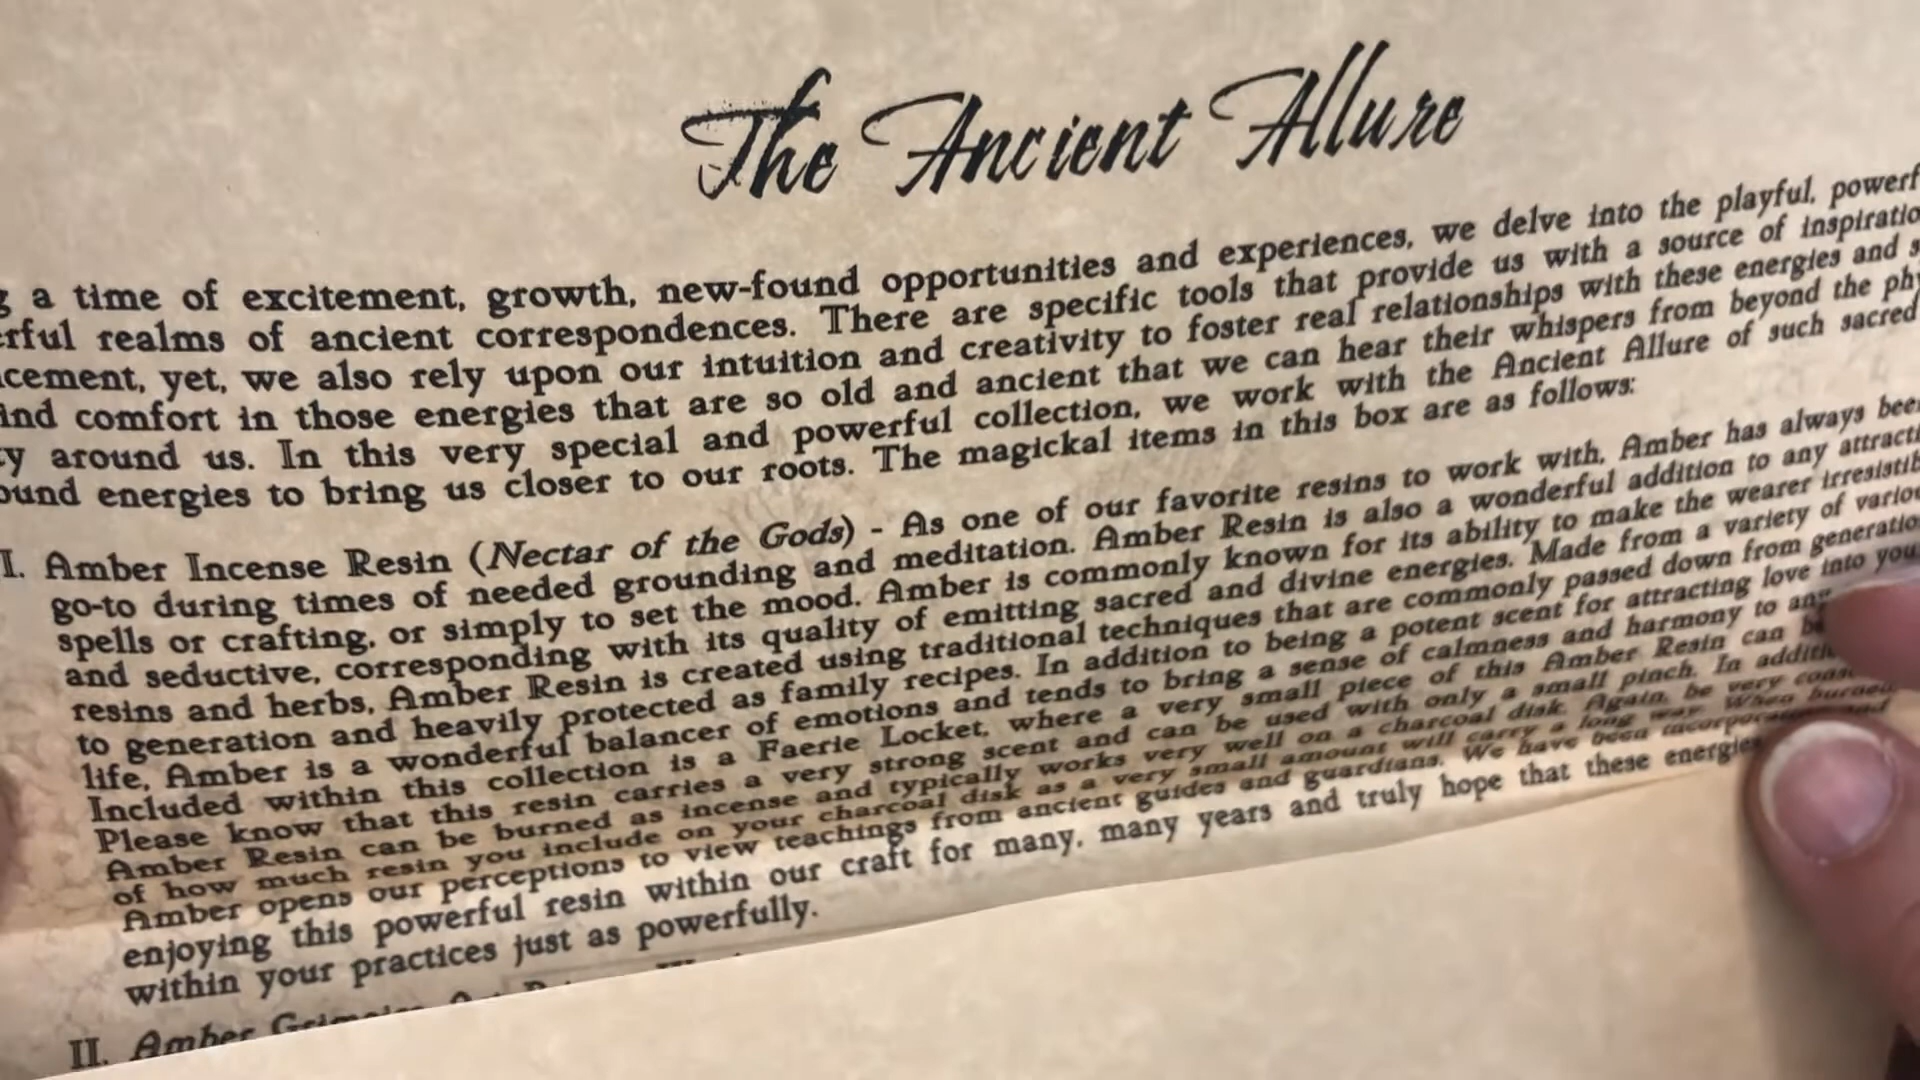 The Ancient Allure
a time of excitement, growth, new-found opportunities and experiences, we delve into the playful, powerf
rful realms of ancient correspondences. There are specific tools that provide us with a source of inspiratio
cement, yet, we also rely upon our intuition and creativity to foster real relationships with these energies and s
ind comfort in those energies that are so old and ancient that we can hear their whispers from beyond the phy
y around us. In this very special and powerful collection, we work with the Ancient Allure of such sacred
ound energies to bring us closer to our roots. The magickal items in this box are as follows:
I. Amber Incense Resin (Nectar of the Gods) - As one of our favorite resins to work with, Amber has always been
go-to during times of needed grounding and meditation. Amber Resin is also a wonderful addition to any attracti
spells or crafting, or simply to set the mood. Amber is commonly known for its ability to make the wearer irresistib
and seductive, corresponding with its quality of emitting sacred and divine energies. Made from a variety of variou
resins and herbs, Amber Resin is created using traditional techniques that are commonly passed down from generatio
to generation and heavily protected as family recipes. In addition to being a potent scent for attracting love into you
life, Amber is a wonderful balancer of emotions and tends to bring a sense of calmness and harmony to any
Included within this collection is a Faerie Locket, where a very small piece of this Amber Resin can b
Please know that this resin carries a very strong scent and can be used with only a small pinch. In additi
Amber Resin can be burned as incense and typically works very well on a charcoal disk. Again, be very cons
of how much resin you include on your charcoal disk as a very small amount will carry a long way. When burned,
Amber opens our perceptions to view teachings from ancient guides and guardians. We have been incorporating and
enjoying this powerful resin within our craft for many, many years and truly hope that these energies
within your practices just as powerfully.
II. Amber